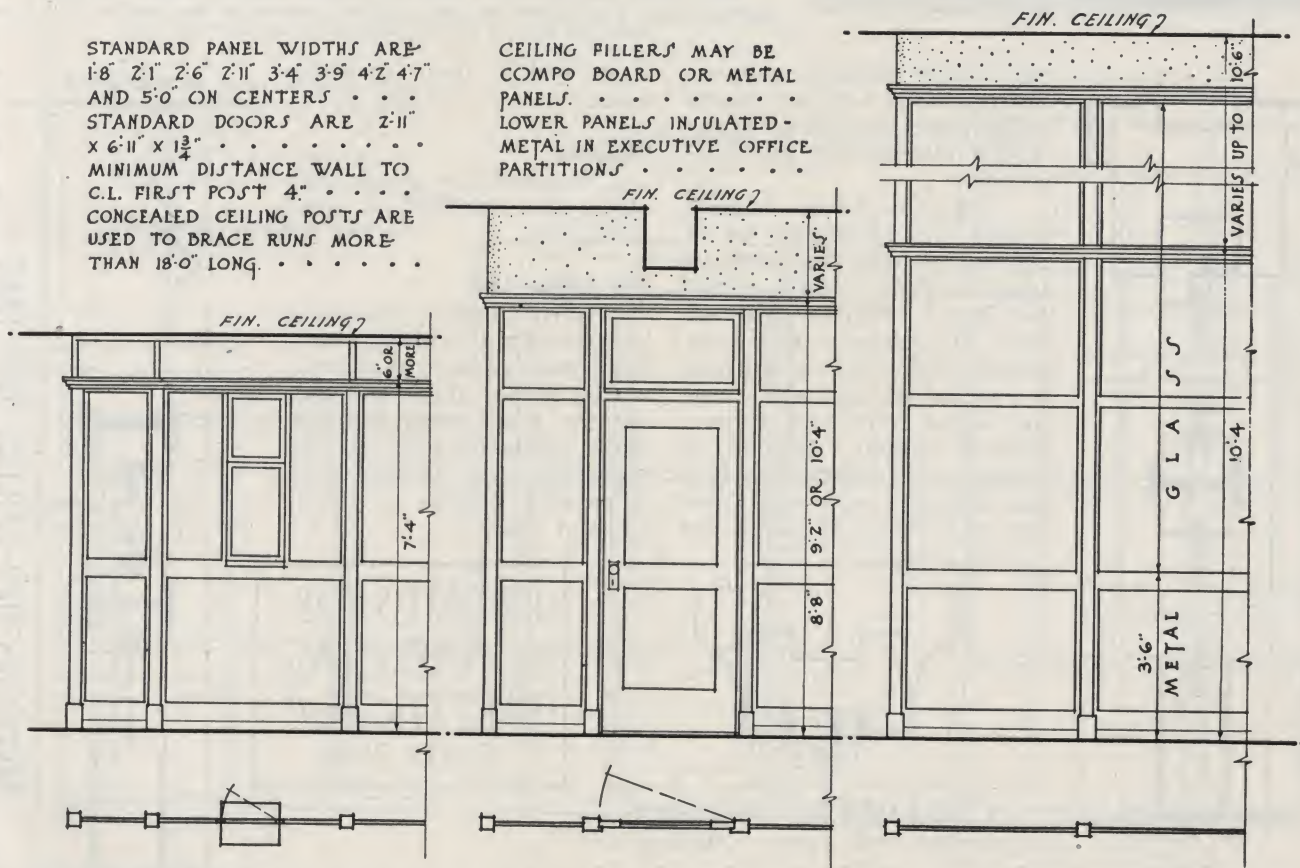 STANDARD PANEL WIDTHS ARE
1'-8" 2'-1" 2'-6" 2'-11" 3'-4" 3'-9" 4'-2" 4'-7"
AND 5'-0" ON CENTERS • • •
STANDARD DOORS ARE 2'-11"
X 6'-11" X 1¾" • • • • • • • •
MINIMUM DISTANCE WALL TO
C.L. FIRST POST 4". • • • •
CONCEALED CEILING POSTS ARE
USED TO BRACE RUNS MORE
THAN 18'-0" LONG. • • • • • •
CEILING FILLERS MAY BE
COMPO BOARD OR METAL
PANELS. • • • • • • •
LOWER PANELS INSULATED-
METAL IN EXECUTIVE OFFICE
PARTITIONS • • • • • •
FIN. CEILING
6" OR
MORE
7'-4"
FIN. CEILING
VARIES
8'-8" 9'-2" OR 10'-4"
FIN. CEILING
VARIES UP TO 10'-6"
GLASS
10'-4
3'-6"
METAL